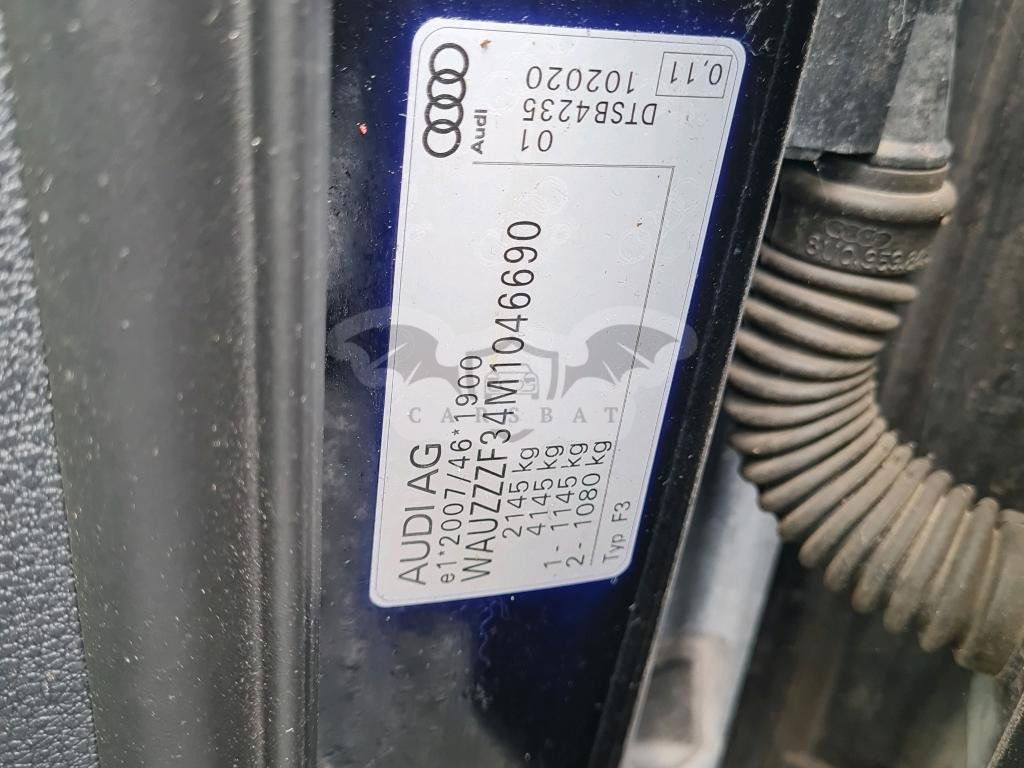 AUDI AG
e1*2007/46*1900
WAUZZZF34M1046690
2145 kg
4145 kg
1 - 1145 kg
2 - 1080 kg
Typ F3
Audi
01
DTSB4235
102020
0,11
CARSBAT